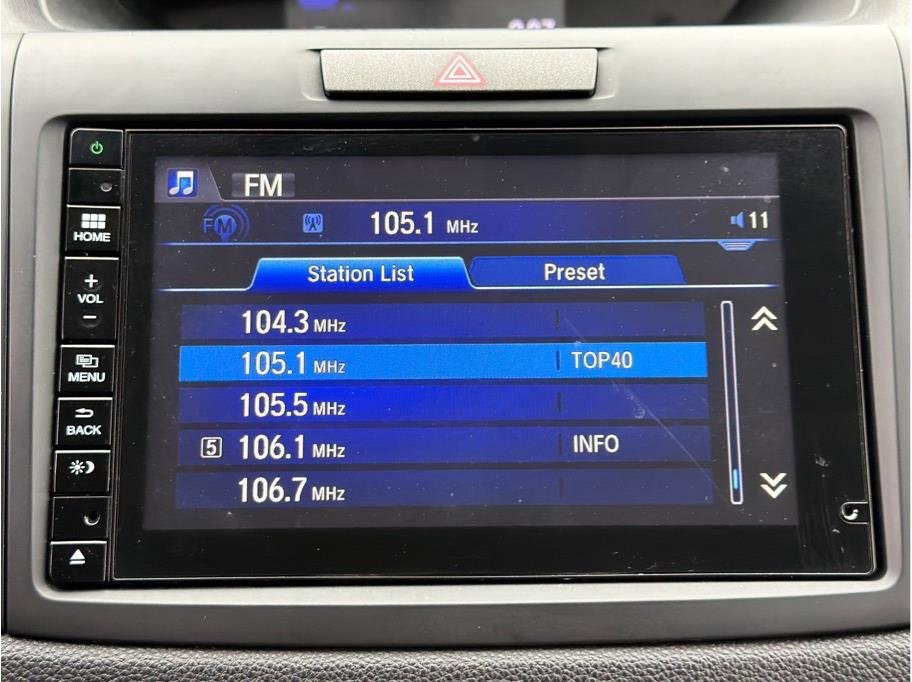 FM
FM 105.1 MHz 11
HOME
+
VOL
−
Station List Preset
104.3 MHz
105.1 MHz TOP40
MENU
105.5 MHz
BACK
5 106.1 MHz INFO
106.7 MHz